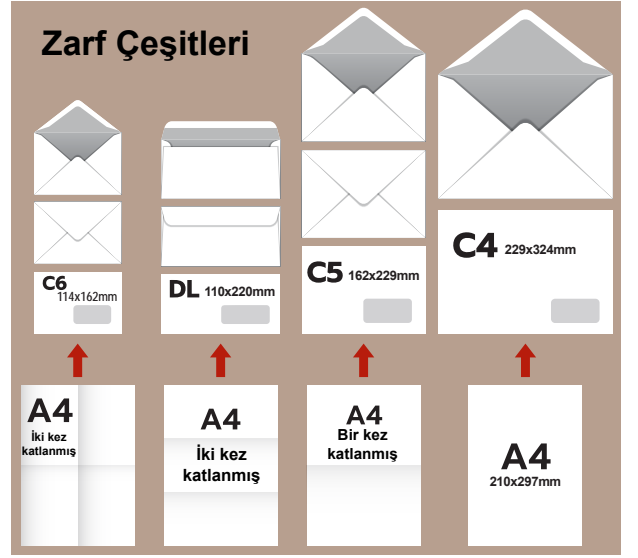 Zarf Çeşitleri
C6
114x162mm
DL 110x220mm
C5 162x229mm
C4 229x324mm
A4
İki kez
katlanmış
A4
İki kez
katlanmış
A4
Bir kez
katlanmış
A4
210x297mm